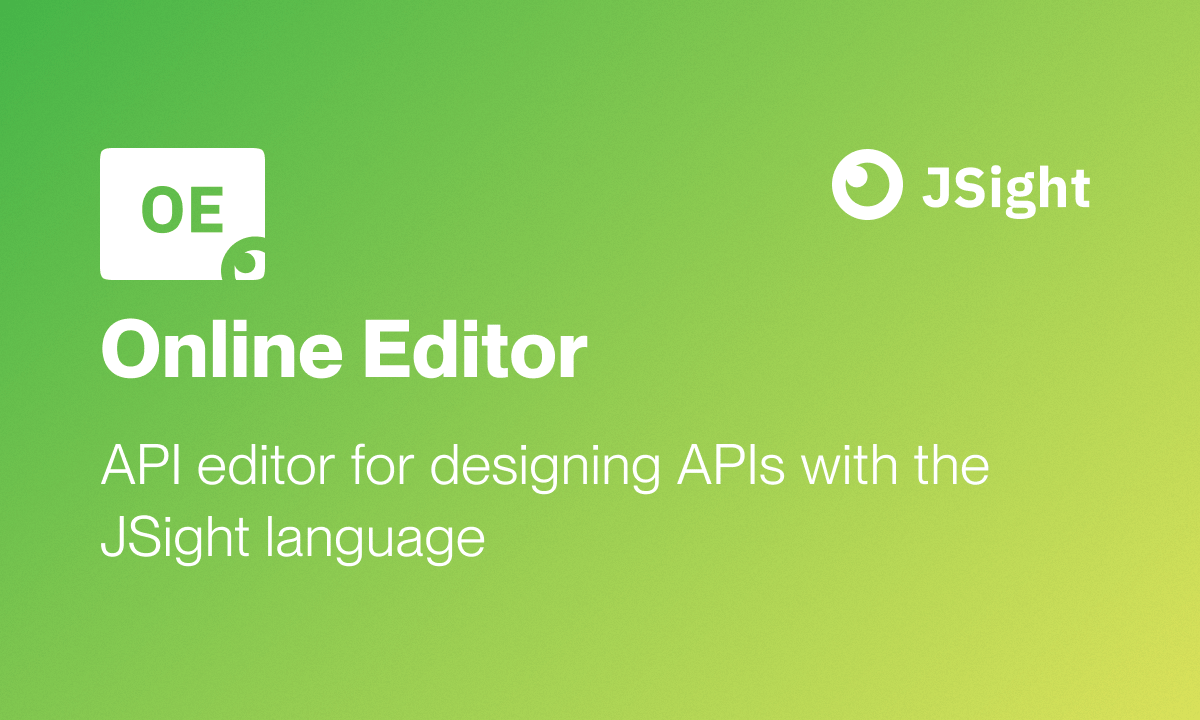 OE
JSight
Online Editor
API editor for designing APIs with the
JSight language